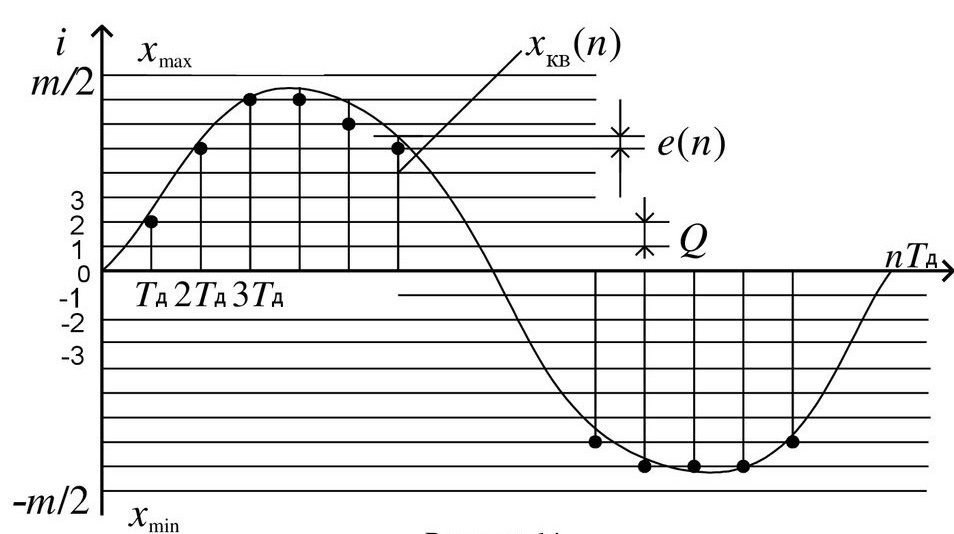 i
x_max
x_кв(n)
m/2
e(n)
3
2
Q
1
0
nT_Д
T_Д 2T_Д 3T_Д
-1
-2
-3
-m/2
x_min